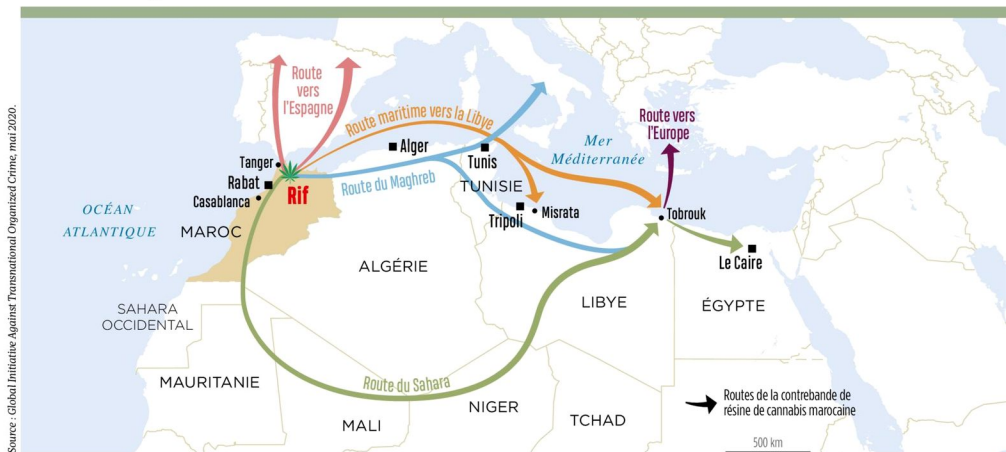 Source : Global Initiative Against Transnational Organized Crime, mai 2020.
Route
vers
l'Espagne
Route maritime vers la Libye
Route vers
l'Europe
Mer
Méditerranée
Alger
Tunis
Tanger
Rabat
Casablanca
Rif
Route du Maghreb
TUNISIE
Tripoli
Misrata
Tobrouk
OCÉAN
ATLANTIQUE
MAROC
Le Caire
ALGÉRIE
LIBYE
ÉGYPTE
SAHARA
OCCIDENTAL
MAURITANIE
Route du Sahara
MALI
NIGER
TCHAD
Routes de la contrebande de
résine de cannabis marocaine
500 km